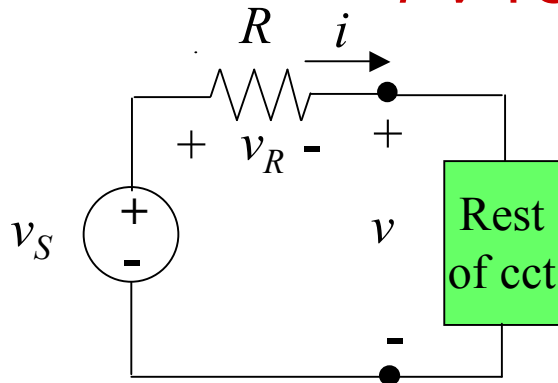 R i
+ v_R - +
+
v_S v Rest
- of cct
-